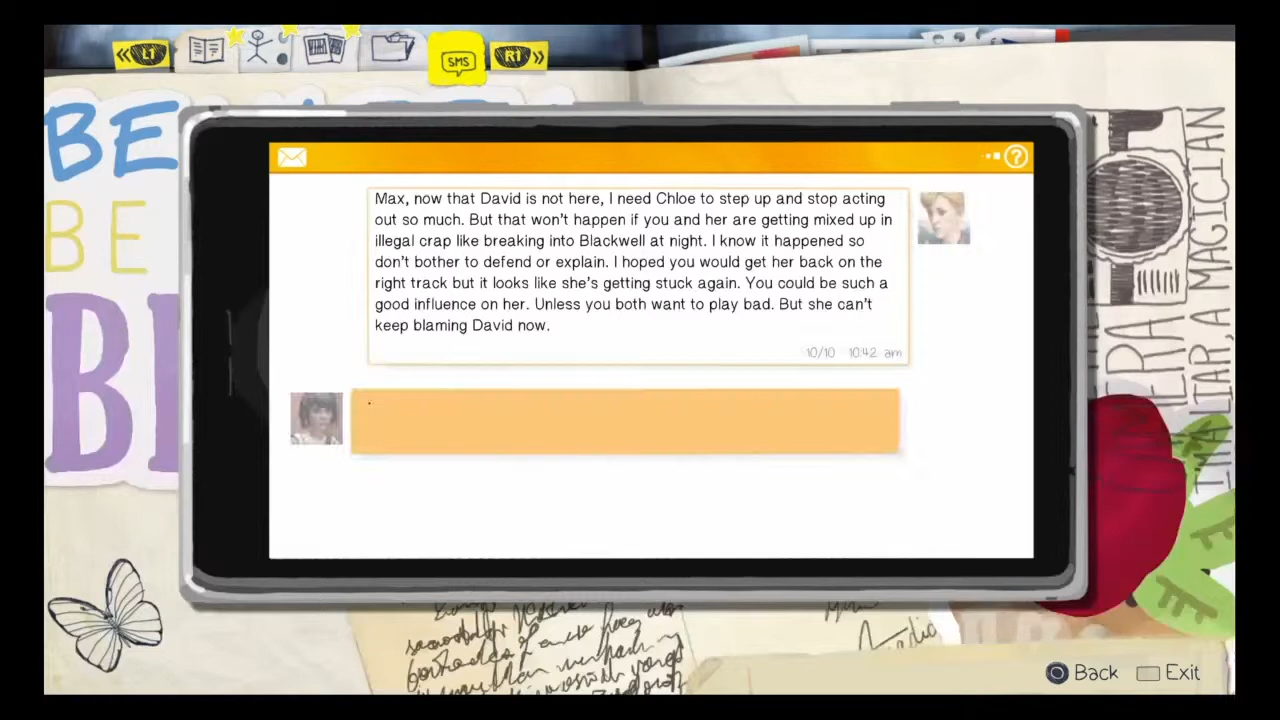 L1
SMS
R1
BE
BE
Max, now that David is not here, I need Chloe to step up and stop acting
out so much. But that won't happen if you and her are getting mixed up in
illegal crap like breaking into Blackwell at night. I know it happened so
don't bother to defend or explain. I hoped you would get her back on the
right track but it looks like she's getting stuck again. You could be such a
good influence on her. Unless you both want to play bad. But she can't
keep blaming David now.
10/10 10:42 am
.
LIAR, A MAGICIAN
Back
Exit